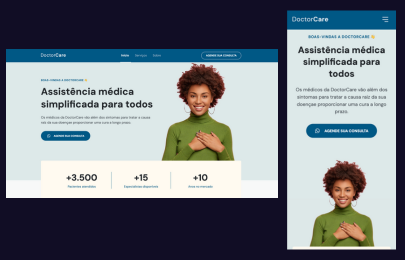 DoctorCare
Início Serviços Sobre
AGENDE SUA CONSULTA
BOAS-VINDAS A DOCTORCARE 👋
Assistência médica
simplificada para todos
Os médicos da DoctorCare vão além dos
sintomas para tratar a causa raiz da
sua doença e proporcionar uma cura a longo prazo.
AGENDE SUA CONSULTA
+3.500
Pacientes atendidos
+15
Especialistas disponíveis
+10
Anos no mercado
DoctorCare
BOAS-VINDAS A DOCTORCARE 👋
Assistência médica
simplificada para
todos
Os médicos da DoctorCare vão além dos
sintomas para tratar a causa raiz da sua
doença e proporcionar uma cura a longo
prazo.
AGENDE SUA CONSULTA